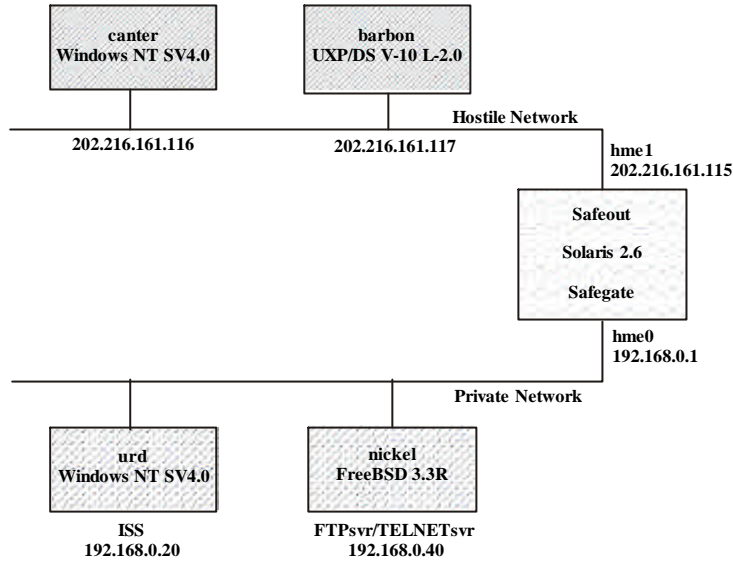 canter
Windows NT SV4.0
barbon
UXP/DS V-10 L-2.0
Hostile Network
202.216.161.116
202.216.161.117
hme1
202.216.161.115
Safeout
Solaris 2.6
Safegate
hme0
192.168.0.1
Private Network
urd
Windows NT SV4.0
nickel
FreeBSD 3.3R
ISS
192.168.0.20
FTPsvr/TELNETsvr
192.168.0.40